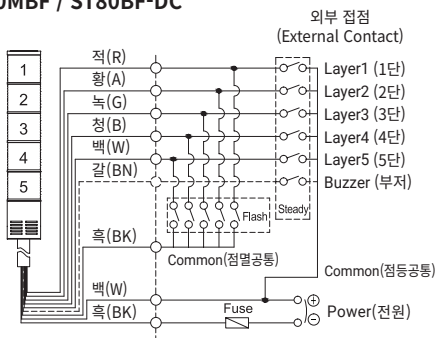 0MBF / ST80BF-DC
외부 접점
(External Contact)
적(R)
Layer1 (1단)
1
황(A)
Layer2 (2단)
2
녹(G)
Layer3 (3단)
3
청(B)
Layer4 (4단)
4
백(W)
Layer5 (5단)
5
갈(BN)
Buzzer (부저)
Flash
Steady
흑(BK)
Common(점멸공통)
Common(점등공통)
백(W)
흑(BK)
Fuse
⊕
⊖
Power(전원)